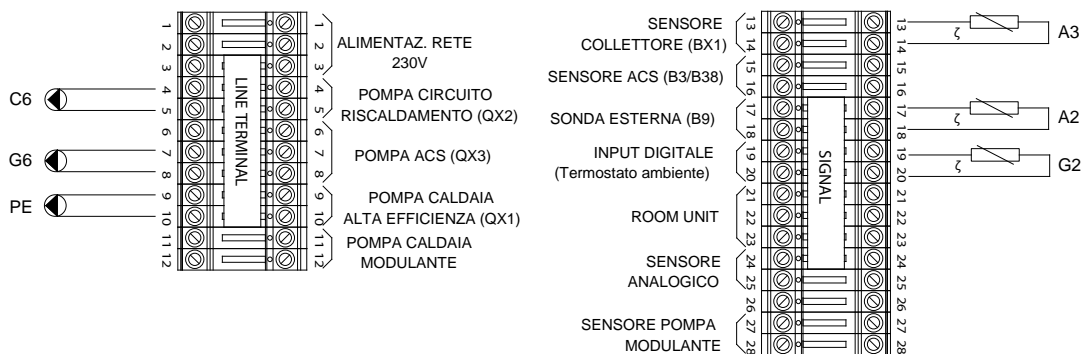 1
2
3
4
5
6
7
8
9
10
11
12
C6
G6
PE
LINE TERMINAL
1
2
3
4
5
6
7
8
9
10
11
12
ALIMENTAZ. RETE
230V
POMPA CIRCUITO
RISCALDAMENTO (QX2)
POMPA ACS (QX3)
POMPA CALDAIA
ALTA EFFICIENZA (QX1)
POMPA CALDAIA
MODULANTE
SENSORE
COLLETTORE (BX1)
SENSORE ACS (B3/B38)
SONDA ESTERNA (B9)
INPUT DIGITALE
(Termostato ambiente)
ROOM UNIT
SENSORE
ANALOGICO
SENSORE POMPA
MODULANTE
13
14
15
16
17
18
19
20
21
22
23
24
25
26
27
28
SIGNAL
13
14
15
16
17
18
19
20
21
22
23
24
25
26
27
28
ζ
A3
ζ
A2
ζ
G2